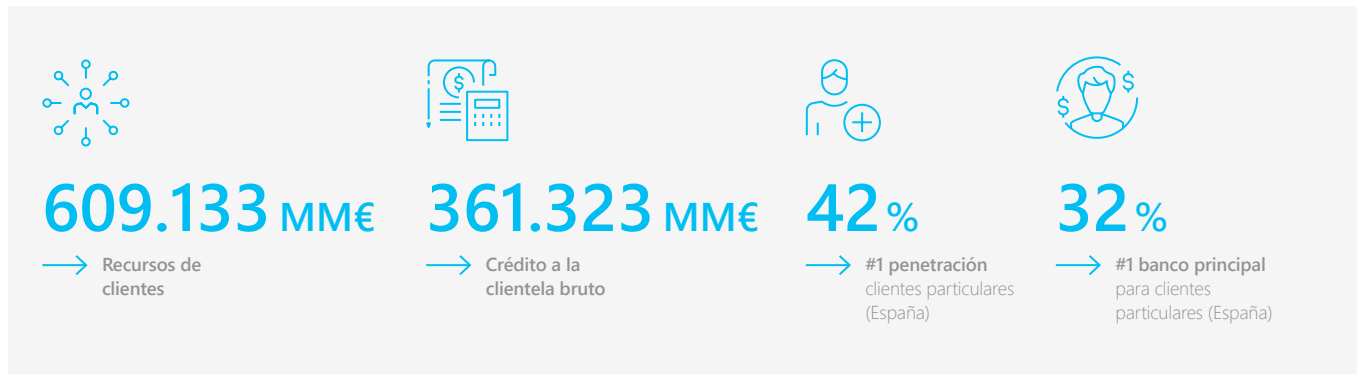 609.133 MM€
Recursos de
clientes
361.323 MM€
Crédito a la
clientela bruto
42 %
#1 penetración
clientes particulares
(España)
32 %
#1 banco principal
para clientes
particulares (España)